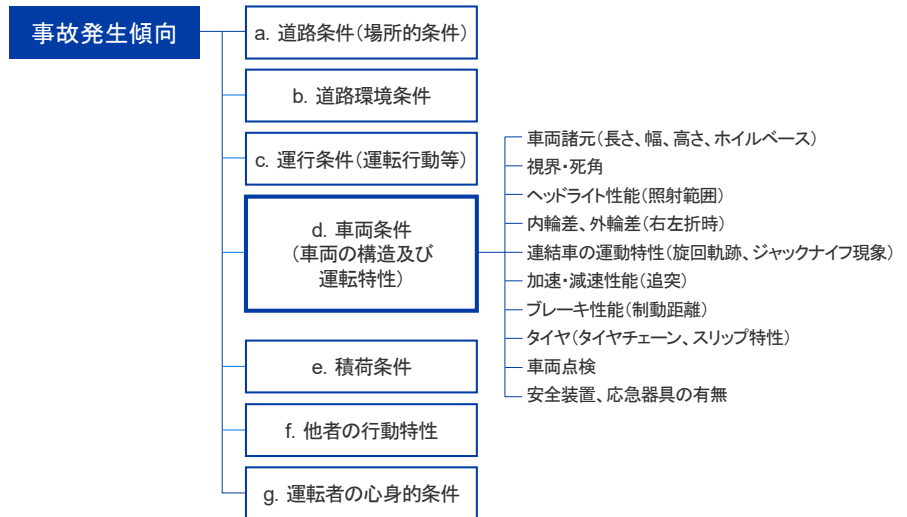 事故発生傾向
a. 道路条件(場所的条件)
b. 道路環境条件
c. 運行条件(運転行動等)
d. 車両条件
(車両の構造及び
運転特性)
車両諸元(長さ、幅、高さ、ホイルベース)
視界・死角
ヘッドライト性能(照射範囲)
内輪差、外輪差(右左折時)
連結車の運動特性(旋回軌跡、ジャックナイフ現象)
加速・減速性能(追突)
ブレーキ性能(制動距離)
タイヤ(タイヤチェーン、スリップ特性)
車両点検
安全装置、応急器具の有無
e. 積荷条件
f. 他者の行動特性
g. 運転者の心身的条件